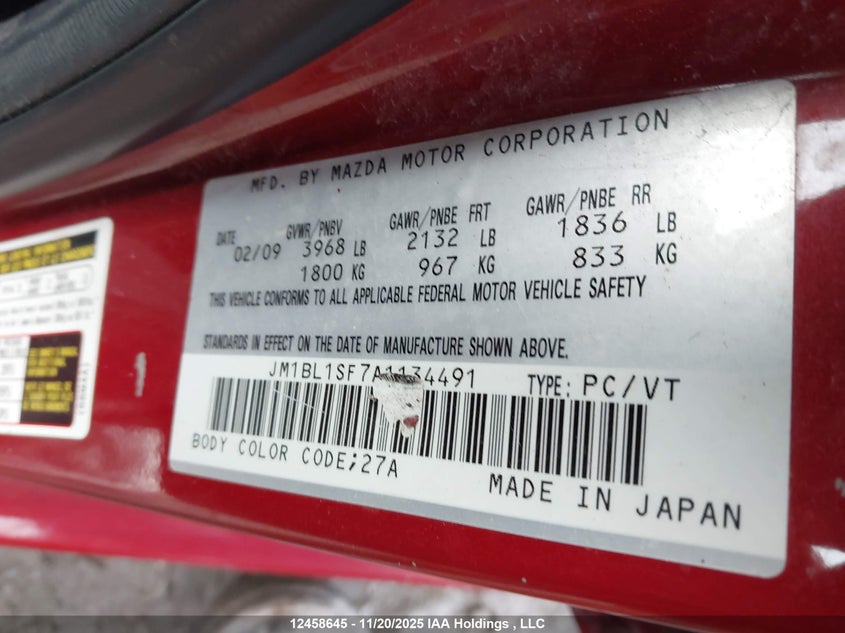 MFD. BY MAZDA MOTOR CORPORATION
DATE GVWR/PNBV GAWR/PNBE FRT GAWR/PNBE RR
02/09 3968 LB 2132 LB 1836 LB
1800 KG 967 KG 833 KG
THIS VEHICLE CONFORMS TO ALL APPLICABLE FEDERAL MOTOR VEHICLE SAFETY
STANDARDS IN EFFECT ON THE DATE OF MANUFACTURE SHOWN ABOVE.
JM1BL1SF7A1134491 TYPE: PC/VT
BODY COLOR CODE;27A
MADE IN JAPAN
12458645 - 11/20/2025 IAA Holdings , LLC